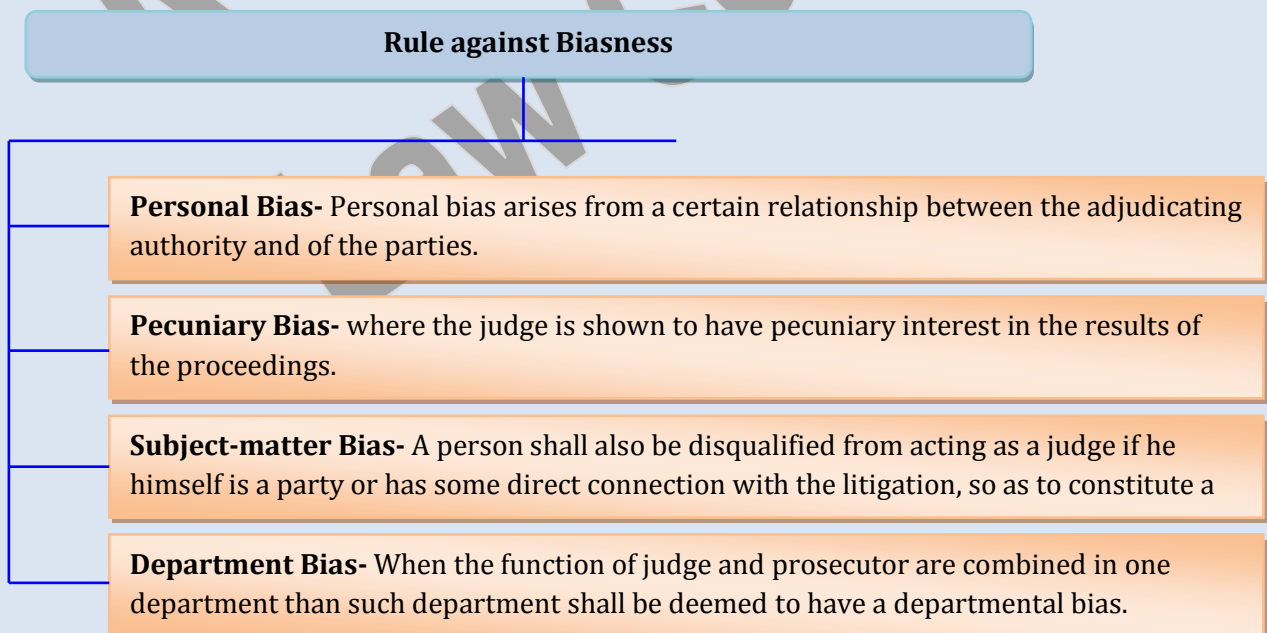 Rule against Biasness
Personal Bias- Personal bias arises from a certain relationship between the adjudicating
authority and of the parties.
Pecuniary Bias- where the judge is shown to have pecuniary interest in the results of
the proceedings.
Subject-matter Bias- A person shall also be disqualified from acting as a judge if he
himself is a party or has some direct connection with the litigation, so as to constitute a
Department Bias- When the function of judge and prosecutor are combined in one
department than such department shall be deemed to have a departmental bias.
Law